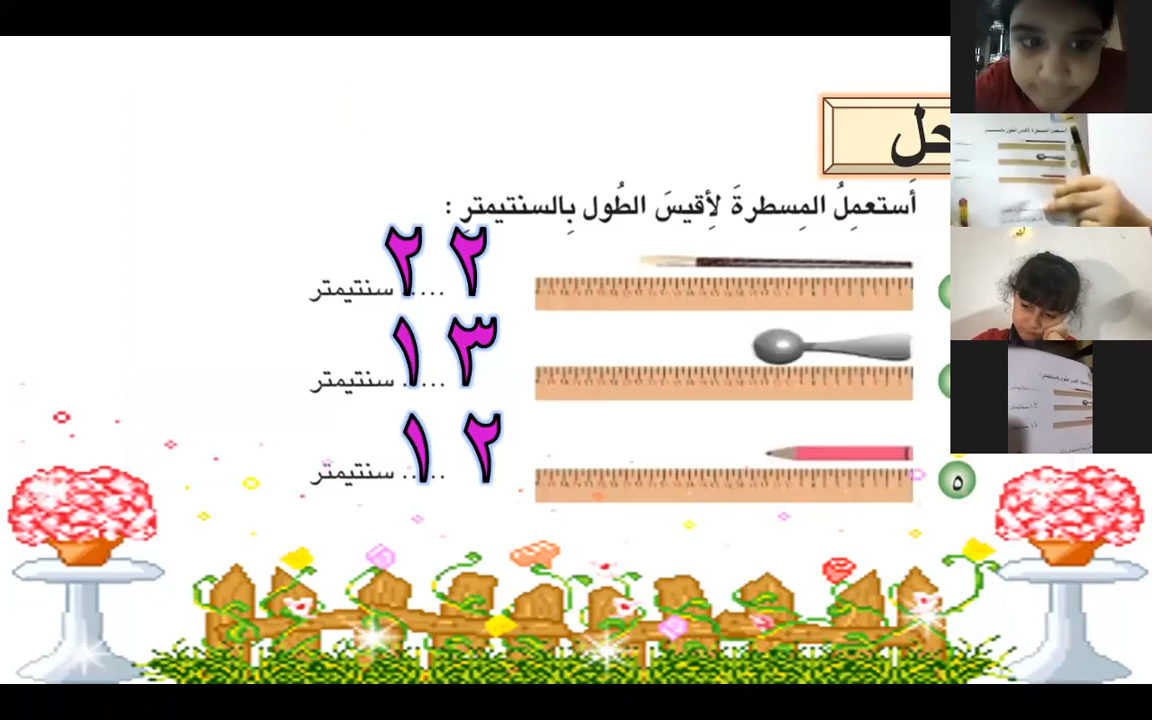 حل
أَستعمِلُ المِسطرةَ لِأقيسَ الطُول بِالسنتيمترِ :
٢٢ ..... سنتيمتر
١٣ ..... سنتيمتر
٥ ١٢ ..... سنتيمتر